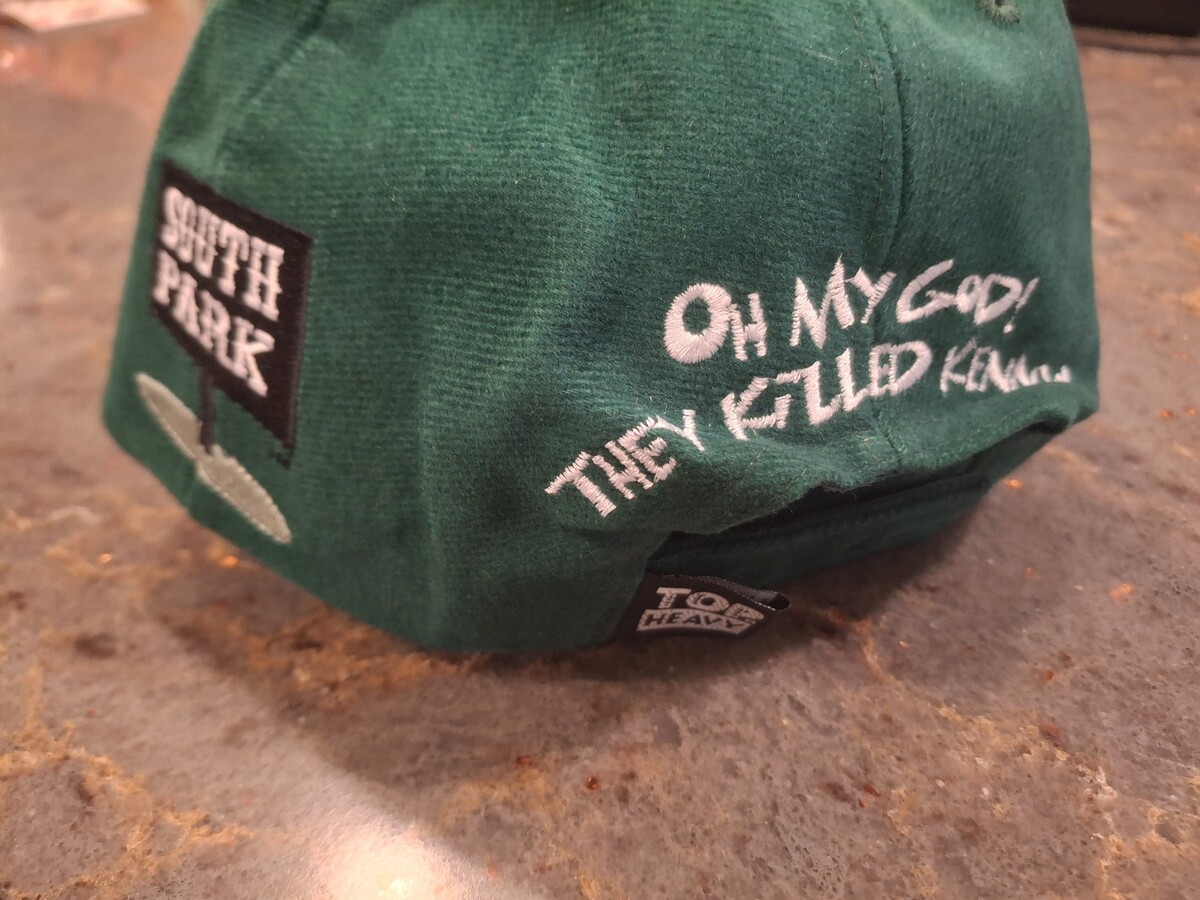 SOUTH
PARK
OH MY GOD!
THEY KILLED
TOP
HEAVY